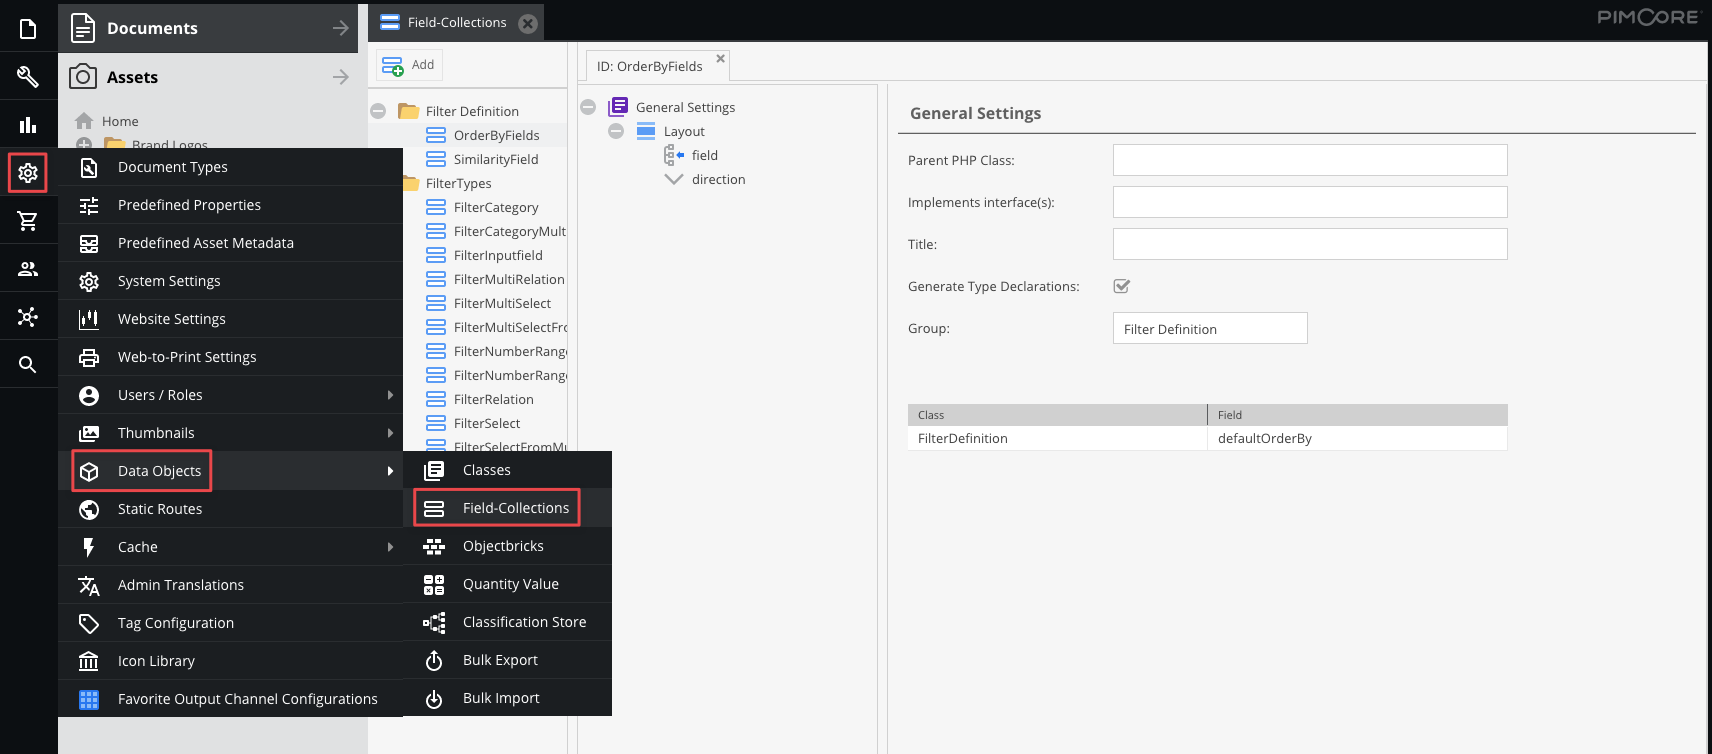 PIMCORE
Documents
Field-Collections
Assets
Add
ID: OrderByFields
Home
Brand Logos
Document Types
Predefined Properties
Predefined Asset Metadata
System Settings
Website Settings
Web-to-Print Settings
Users / Roles
Thumbnails
Data Objects
Static Routes
Cache
Admin Translations
Tag Configuration
Icon Library
Favorite Output Channel Configurations
Classes
Field-Collections
Objectbricks
Quantity Value
Classification Store
Bulk Export
Bulk Import
Filter Definition
OrderByFields
SimilarityField
FilterTypes
FilterCategory
FilterCategoryMult
FilterInputfield
FilterMultiRelation
FilterMultiSelect
FilterMultiSelectFro
FilterNumberRange
FilterNumberRange
FilterRelation
FilterSelect
FilterSelectFromMu
General Settings
Layout
field
direction
General Settings
Parent PHP Class:
Implements interface(s):
Title:
Generate Type Declarations:
Group: Filter Definition
Class Field
FilterDefinition defaultOrderBy